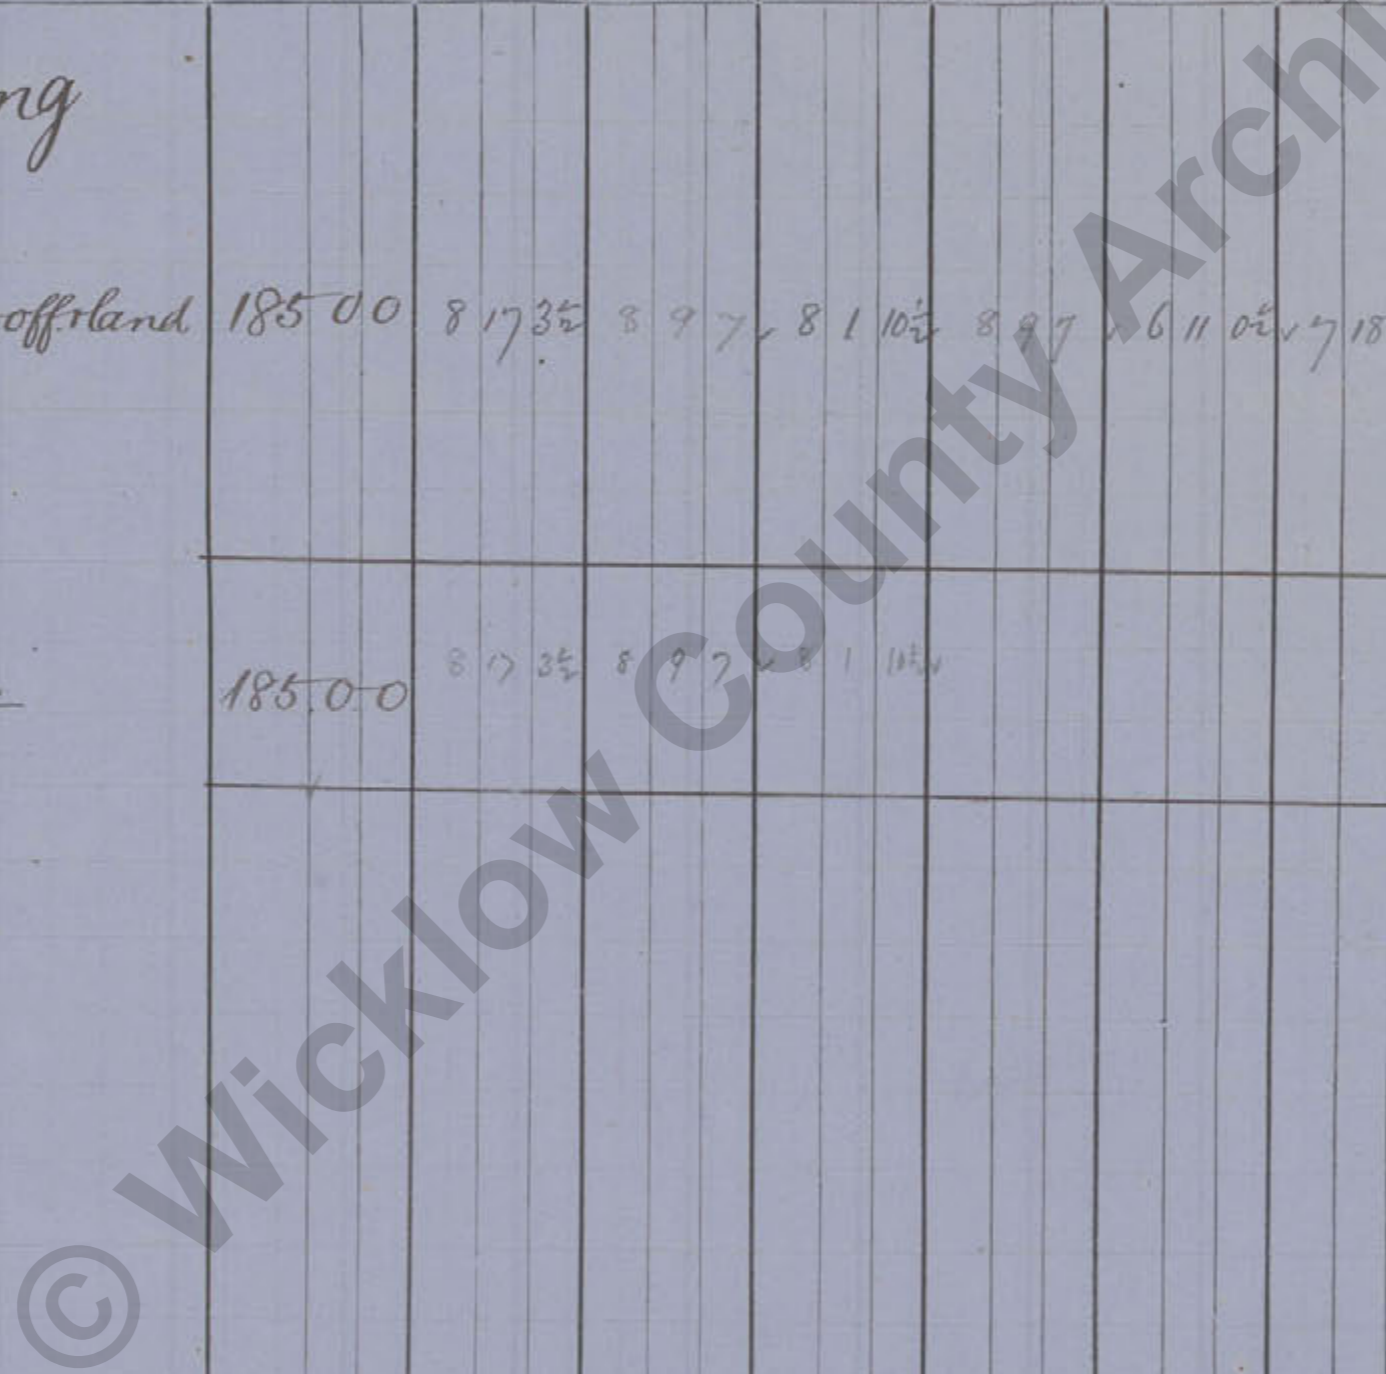 ng
off.rland 185 0 0 8 17 3½ 8 9 7 8 1 10½ 8 9 7 6 11 0½ 7 18
185.0.0 8 17 3½ 8 9 7 8 1 10½
© Wicklow County Archi